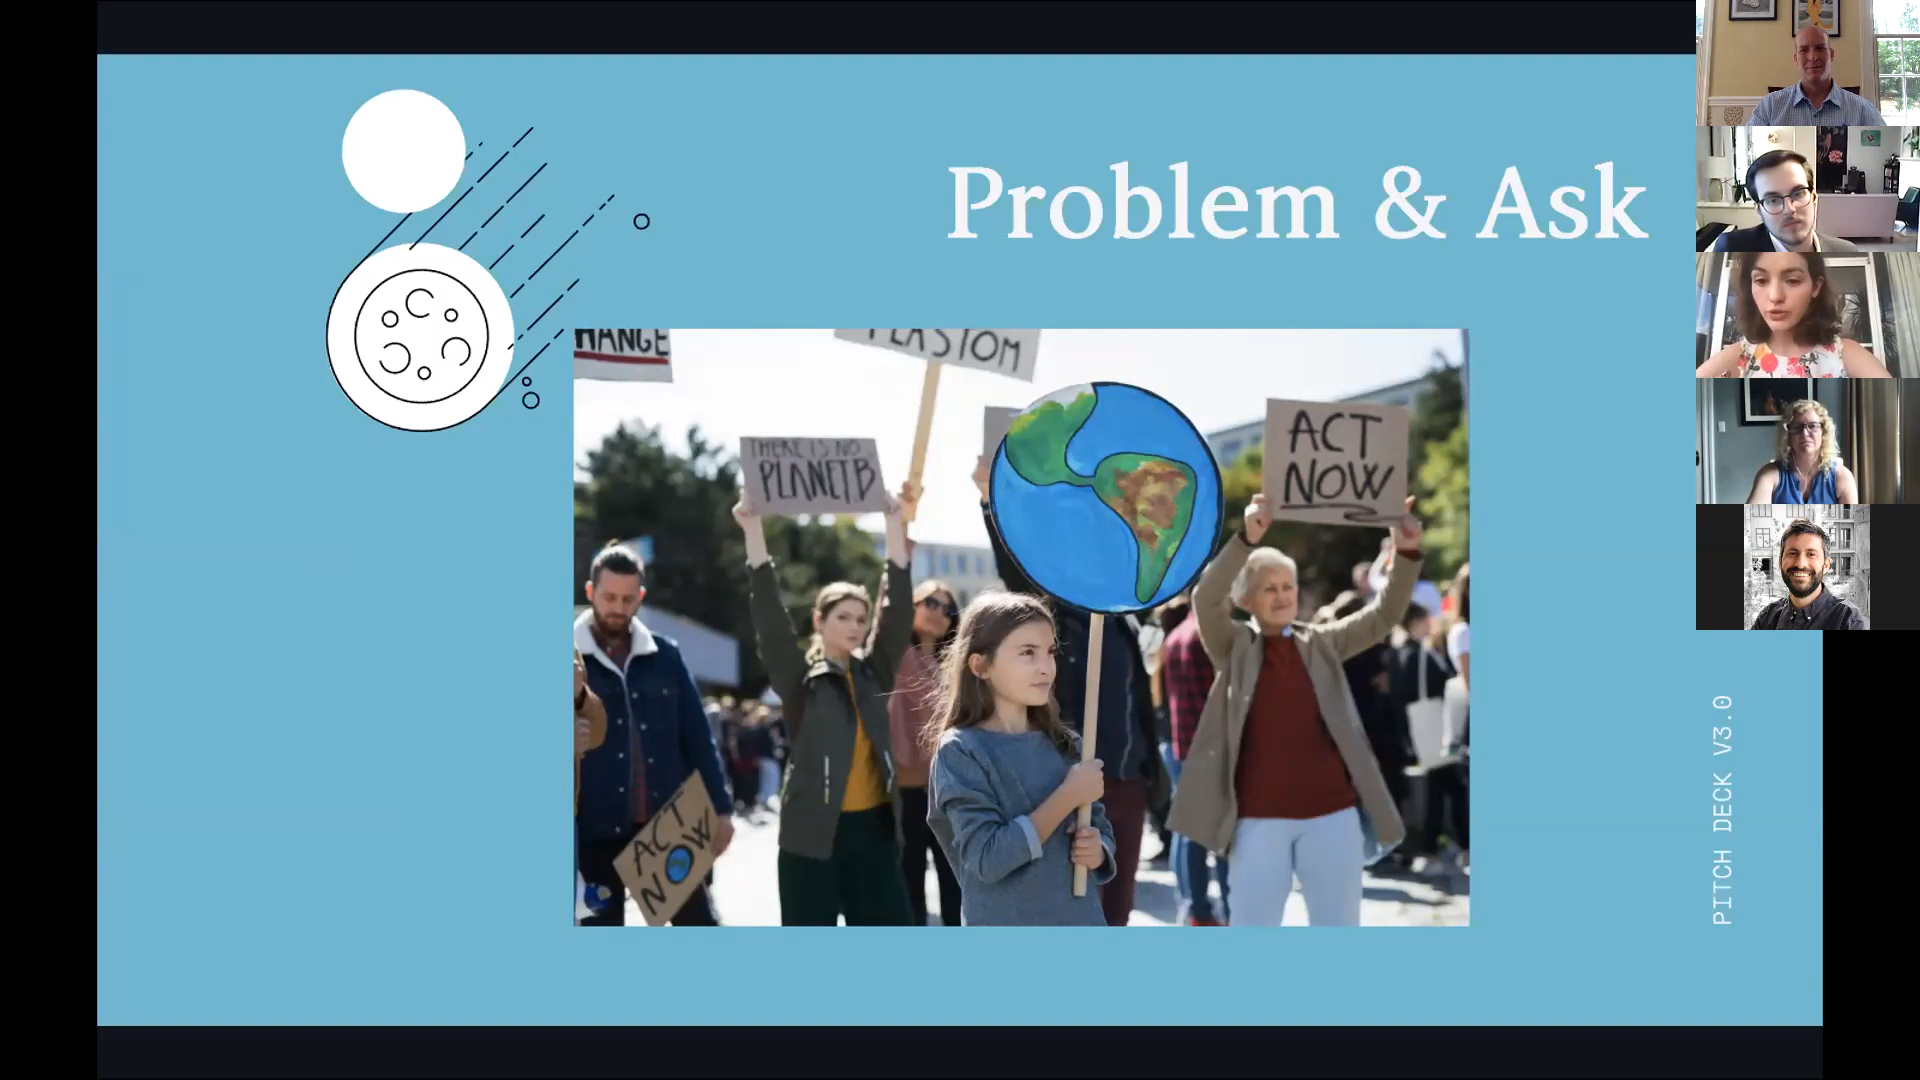 Problem & Ask
HANGE
THERE IS NO
PLANET B
ACT
NOW
ACT
NOW
PITCH DECK V3.0